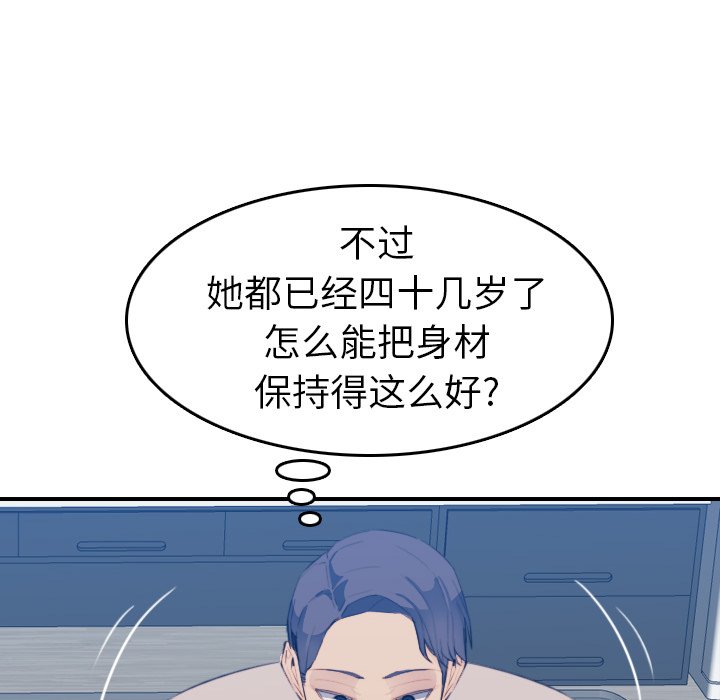 不过
她都已经四十几岁了
怎么能把身材
保持得这么好?